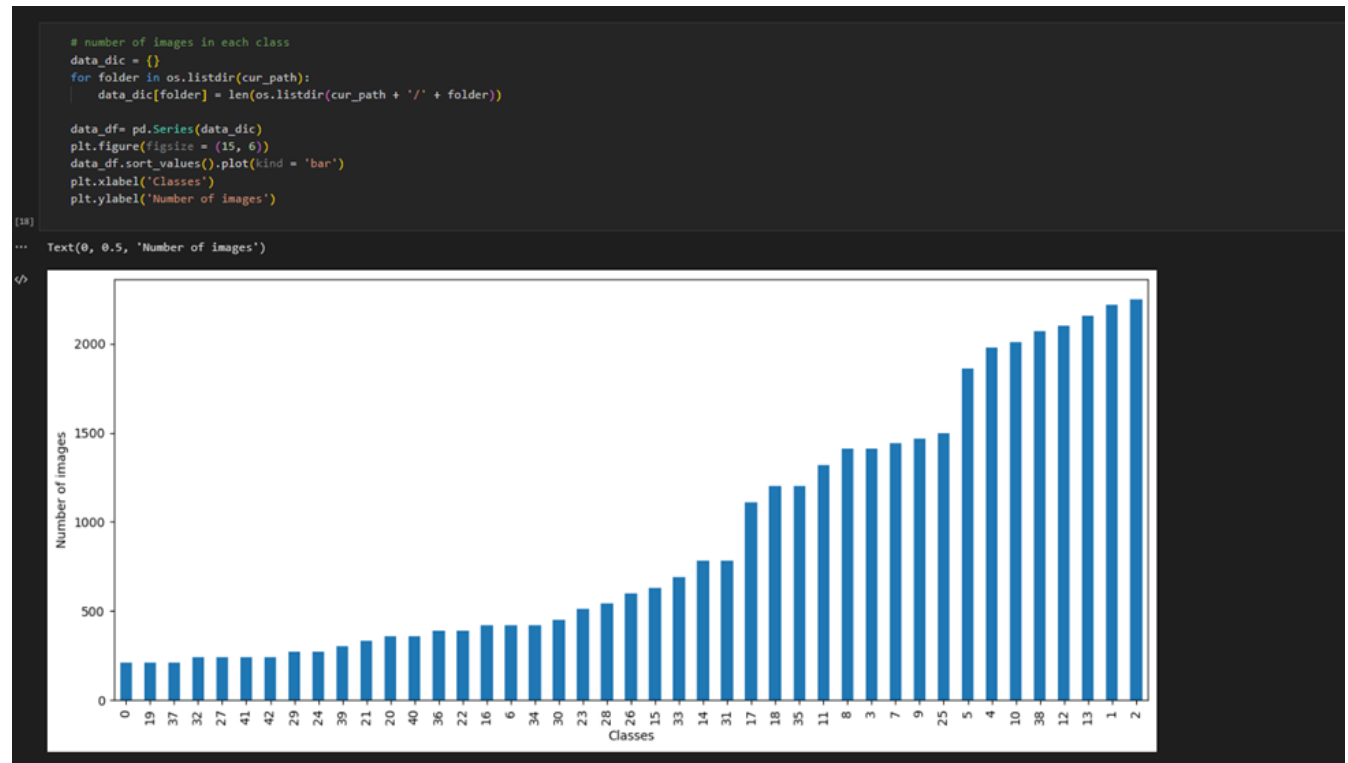 # number of images in each class
data_dic = {}
for folder in os.listdir(cur_path):
    data_dic[folder] = len(os.listdir(cur_path + '/' + folder))

data_df= pd.Series(data_dic)
plt.figure(figsize = (15, 6))
data_df.sort_values().plot(kind = 'bar')
plt.xlabel('Classes')
plt.ylabel('Number of images')
[18]
... Text(0, 0.5, 'Number of images')
</>
Number of images
2000
1500
1000
500
0
0 19 37 32 27 41 42 29 24 39 21 20 40 36 22 16 6 34 30 23 28 26 15 33 14 31 17 18 35 11 8 3 7 9 25 5 4 10 38 12 13 1 2
Classes